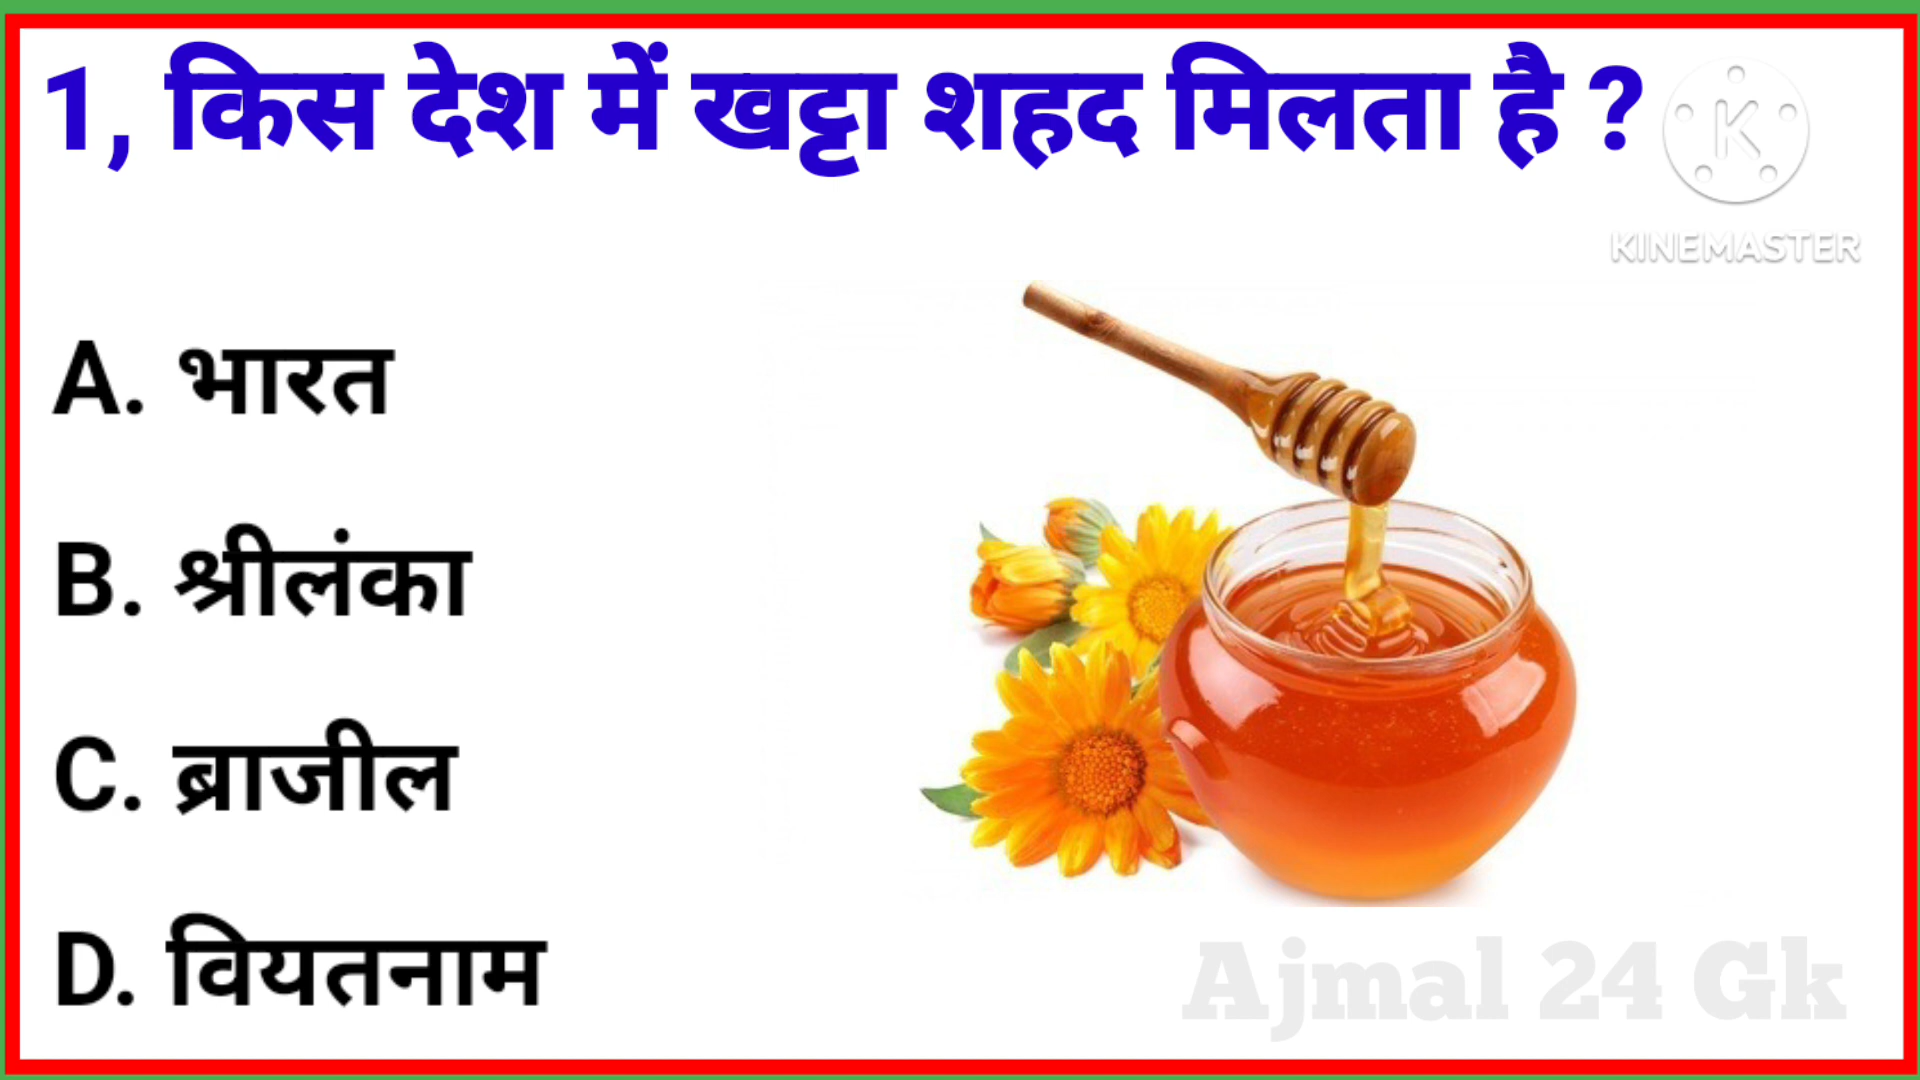 1, किस देश में खट्टा शहद मिलता है ?
K
KINEMASTER
A. भारत
B. श्रीलंका
C. ब्राजील
D. वियतनाम
Ajmal 24 Gk